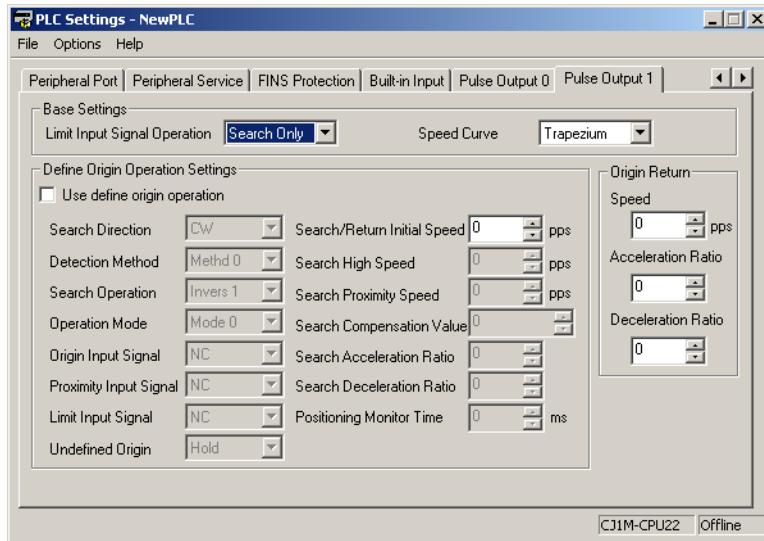 PLC Settings - NewPLC
File Options Help
Peripheral Port Peripheral Service FINS Protection Built-in Input Pulse Output 0 Pulse Output 1
Base Settings
Limit Input Signal Operation Search Only Speed Curve Trapezium
Define Origin Operation Settings
Use define origin operation
Search Direction CW Search/Return Initial Speed 0 pps
Detection Method Methd 0 Search High Speed 0 pps
Search Operation Invers 1 Search Proximity Speed 0 pps
Operation Mode Mode 0 Search Compensation Value 0
Origin Input Signal NC Search Acceleration Ratio 0
Proximity Input Signal NC Search Deceleration Ratio 0
Limit Input Signal NC Positioning Monitor Time 0 ms
Undefined Origin Hold
Origin Return
Speed
0 pps
Acceleration Ratio
0
Deceleration Ratio
0
CJ1M-CPU22 Offline